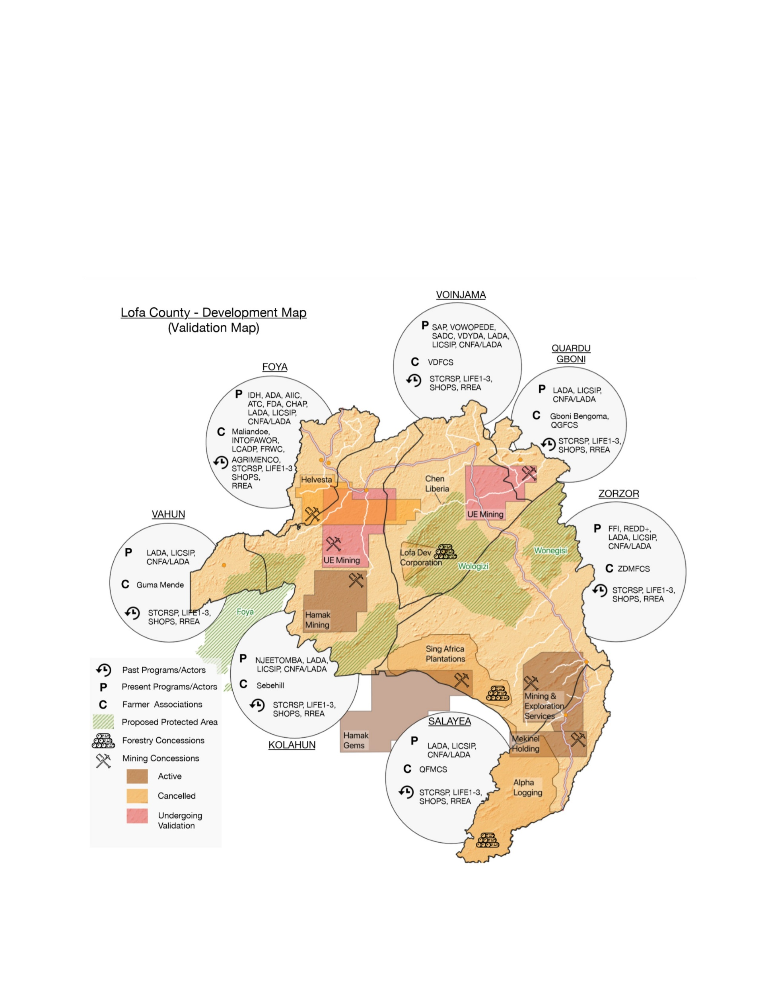 Lofa County - Development Map
(Validation Map)
VOINJAMA
P SAP, VOWOPEDE,
SADC, VDYDA, LADA,
LICSIP, CNFA/LADA
C VDFCS
STCRSP, LIFE1-3,
SHOPS, RREA
QUARDU
GBONI
P LADA, LICSIP,
CNFA/LADA
C Gboni Bengoma,
QGFCS
STCRSP, LIFE1-3,
SHOPS, RREA
FOYA
P IDH, ADA, AIIC,
ATC, FDA, CHAP,
LADA, LICSIP,
CNFA/LADA
C Maliandoe,
INTOFAWOR,
LCADP, FRWC,
AGRIMENCO,
STCRSP, LIFE1-3
SHOPS,
RREA
Helvesta
Chen
Liberia
UE Mining
ZORZOR
P FFI, REDD+,
LADA, LICSIP,
CNFA/LADA
C ZDMFCS
STCRSP, LIFE1-3,
SHOPS, RREA
VAHUN
P LADA, LICSIP,
CNFA/LADA
C Guma Mende
STCRSP, LIFE1-3,
SHOPS, RREA
UE Mining
Lofa Dev
Corporation
Wologizi
Wonegisi
Foya
Hamak
Mining
Sing Africa
Plantations
P NJEETOMBA, LADA,
LICSIP, CNFA/LADA
C Sebehill
STCRSP, LIFE1-3,
SHOPS, RREA
KOLAHUN
Mining &
Exploration
Services
Hamak
Gems
Mekinel
Holding
SALAYEA
P LADA, LICSIP,
CNFA/LADA
C QFMCS
STCRSP, LIFE1-3,
SHOPS, RREA
Alpha
Logging
Past Programs/Actors
P Present Programs/Actors
C Farmer Associations
Proposed Protected Area
Forestry Concessions
Mining Concessions
Active
Cancelled
Undergoing
Validation